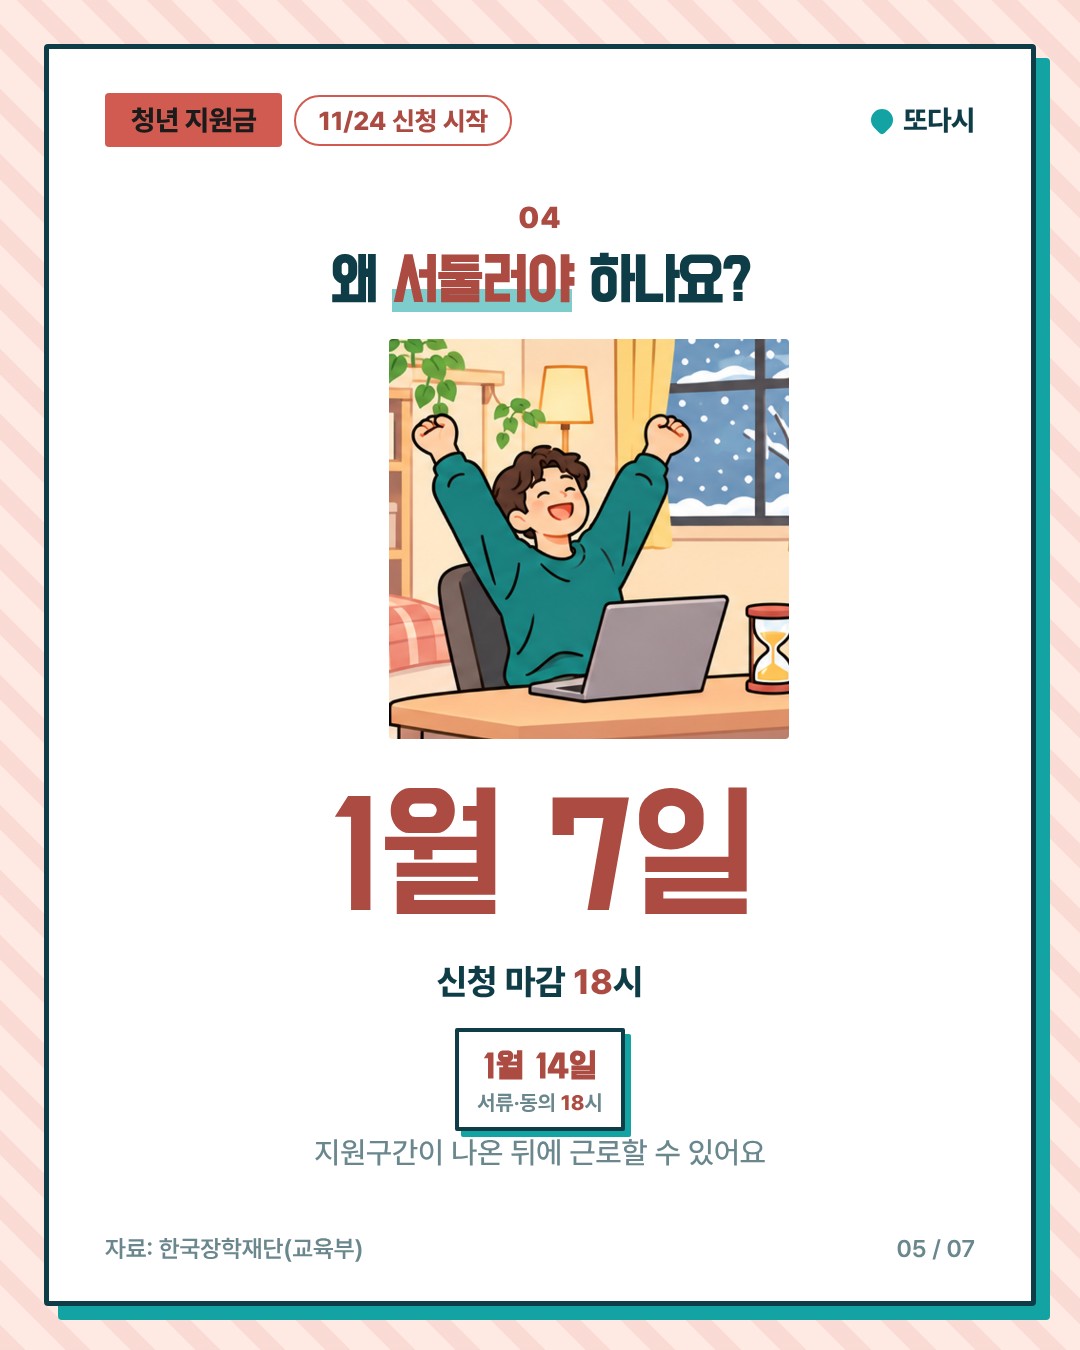 청년 지원금
11/24 신청 시작
또다시
04
왜 서둘러야 하나요?
1월 7일
신청 마감 18시
1월 14일
서류·동의 18시
지원구간이 나온 뒤에 근로할 수 있어요
자료: 한국장학재단(교육부)
05 / 07